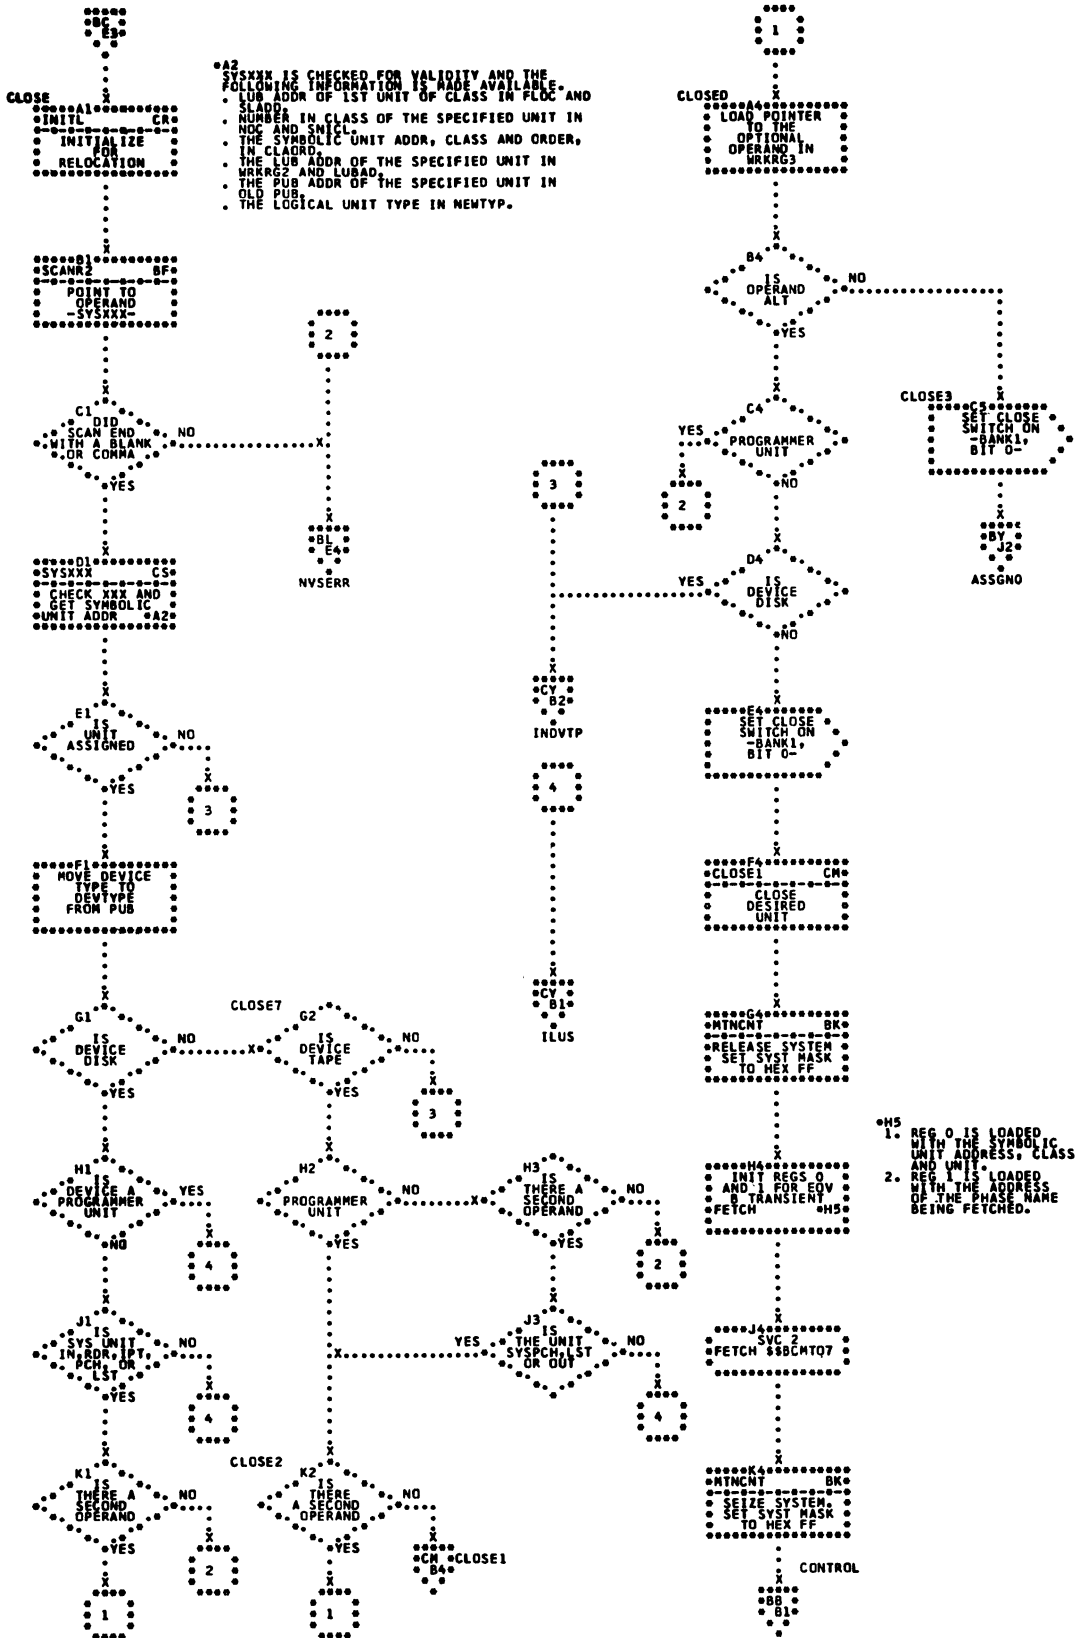 BC
E3
CLOSE
A1
INITL CR
INITIALIZE
FOR
RELOCATION
*A2
SYSXXX IS CHECKED FOR VALIDITY AND THE
FOLLOWING INFORMATION IS MADE AVAILABLE.
. LUB ADDR OF 1ST UNIT OF CLASS IN FLOC AND
SLADD.
. NUMBER IN CLASS OF THE SPECIFIED UNIT IN
NOC AND SNICL.
. THE SYMBOLIC UNIT ADDR, CLASS AND ORDER,
IN CLAORD.
. THE LUB ADDR OF THE SPECIFIED UNIT IN
WRKRG2 AND LUBAD.
. THE PUB ADDR OF THE SPECIFIED UNIT IN
OLD PUB.
. THE LOGICAL UNIT TYPE IN NEWTYP.
B1
SCANR2 BF
POINT TO
OPERAND
-SYSXXX-
C1
DID
SCAN END
WITH A BLANK
OR COMMA
NO
YES
2
BL
E4
NVSERR
D1
SYSXXX CS
CHECK XXX AND
GET SYMBOLIC
UNIT ADDR *A2
E1
IS
UNIT
ASSIGNED
NO
YES
3
F1
MOVE DEVICE
TYPE TO
DEVTYPE
FROM PUB
G1
IS
DEVICE
DISK
NO
YES
CLOSE7
G2
IS
DEVICE
TAPE
NO
YES
3
H1
IS
DEVICE A
PROGRAMMER
UNIT
YES
NO
4
H2
PROGRAMMER
UNIT
NO
YES
H3
IS
THERE A
SECOND
OPERAND
NO
YES
2
J1
IS
SYS UNIT
IN,RDR,IPT,
PCH, OR
LST
NO
YES
4
J3
IS
THE UNIT
SYSPCH,LST
OR OUT
YES
NO
4
K1
IS
THERE A
SECOND
OPERAND
NO
YES
2
1
CLOSE2
K2
IS
THERE
A SECOND
OPERAND
NO
YES
CM
B4
CLOSE1
1
3
CY
B2
INDVTP
4
CY
B1
ILUS
1
CLOSED
A4
LOAD POINTER
TO THE
OPTIONAL
OPERAND IN
WRKRG3
B4
IS
OPERAND
ALT
NO
YES
CLOSE3
C5
SET CLOSE
SWITCH ON
-BANK1,
BIT 0-
BY
J2
ASSGNO
C4
PROGRAMMER
UNIT
YES
NO
2
D4
IS
DEVICE
DISK
YES
NO
E4
SET CLOSE
SWITCH ON
-BANK1,
BIT 0-
F4
CLOSE1 CM
CLOSE
DESIRED
UNIT
G4
MTNCNT BK
RELEASE SYSTEM
SET SYST MASK
TO HEX FF
H4
INIT REGS 0
AND 1 FOR EOV
B TRANSIENT
FETCH *H5
*H5
1. REG 0 IS LOADED
WITH THE SYMBOLIC
UNIT ADDRESS, CLASS
AND UNIT.
2. REG 1 IS LOADED
WITH THE ADDRESS
OF THE PHASE NAME
BEING FETCHED.
J4
SVC 2
FETCH $$BCMT07
K4
MTNCNT BK
SEIZE SYSTEM.
SET SYST MASK
TO HEX FF
CONTROL
BB
B1